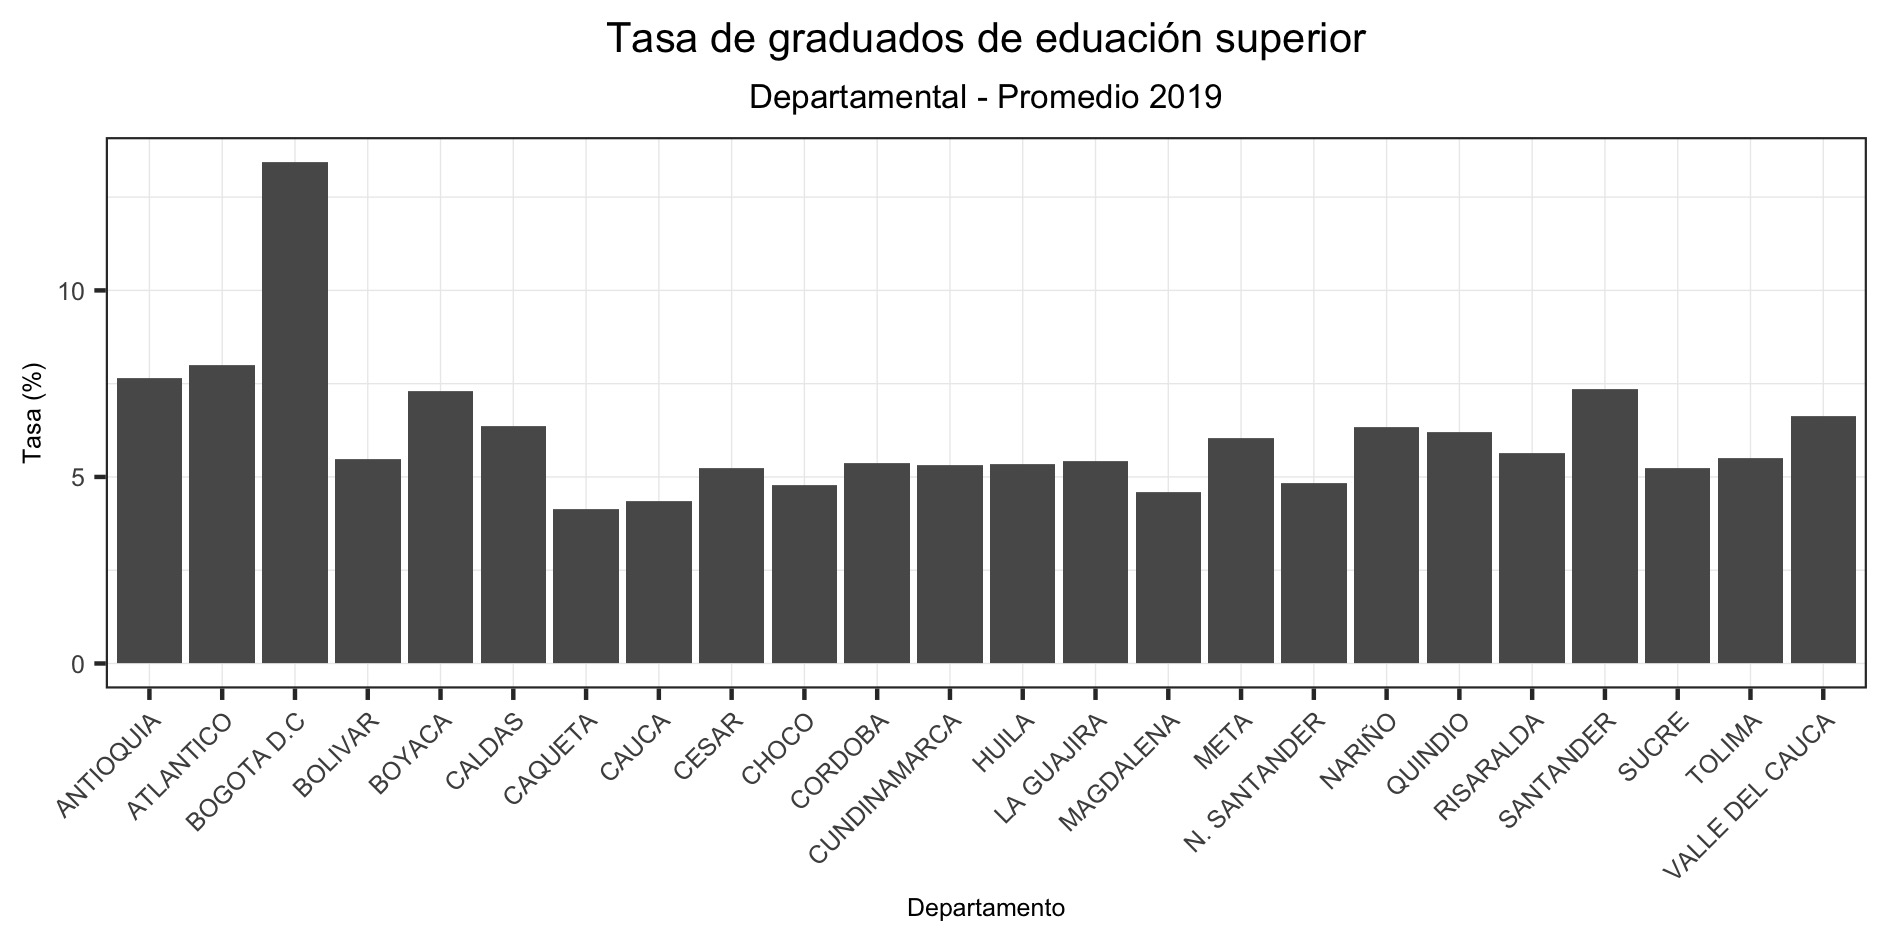 Tasa de graduados de eduación superior
Departamental - Promedio 2019
Tasa (%)
10
5
0
ANTIOQUIA
ATLANTICO
BOGOTA D.C
BOLIVAR
BOYACA
CALDAS
CAQUETA
CAUCA
CESAR
CHOCO
CORDOBA
CUNDINAMARCA
HUILA
LA GUAJIRA
MAGDALENA
META
N. SANTANDER
NARIÑO
QUINDIO
RISARALDA
SANTANDER
SUCRE
TOLIMA
VALLE DEL CAUCA
Departamento